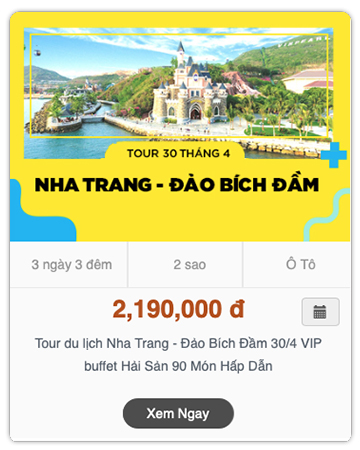 TOUR 30 THÁNG 4
NHA TRANG - ĐẢO BÍCH ĐẦM
3 ngày 3 đêm
2 sao
Ô Tô
2,190,000 đ
Tour du lịch Nha Trang - Đảo Bích Đầm 30/4 VIP
buffet Hải Sản 90 Món Hấp Dẫn
Xem Ngay